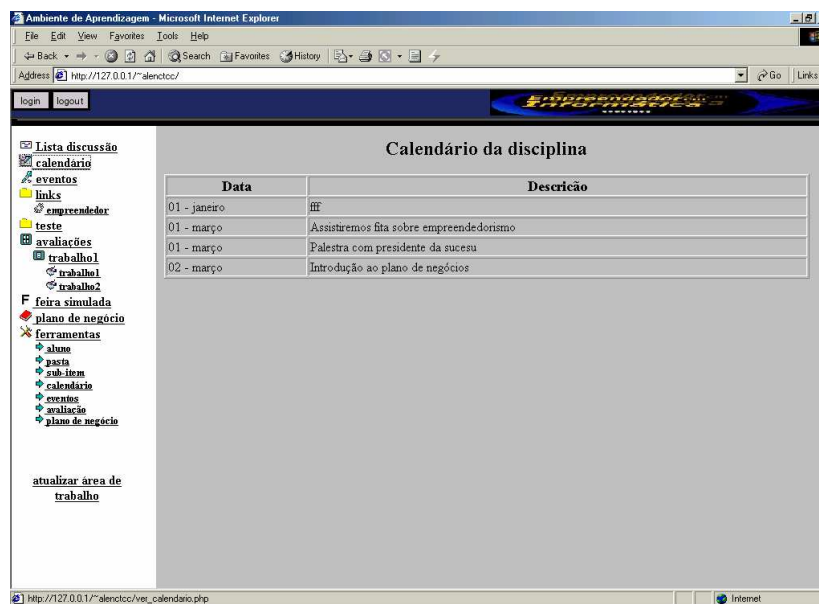 Ambiente de Aprendizagem - Microsoft Internet Explorer
File Edit View Favorites Tools Help
Back Search Favorites History
Address http://127.0.0.1/~alenctcc/ Go Links
login logout
Empreendedor...
Informática
Lista discussão
calendário
eventos
links
empreendedor
teste
avaliações
trabalho1
trabalho1
trabalho2
F feira simulada
plano de negócio
ferramentas
aluno
pasta
sub-item
calendário
eventos
avaliação
plano de negócio
atualizar área de
trabalho
Calendário da disciplina
Data Descricão
01 - janeiro fff
01 - março Assistiremos fita sobre empreendedorismo
01 - março Palestra com presidente da sucesu
02 - março Introdução ao plano de negócios
http://127.0.0.1/~alenctcc/ver_calendario.php Internet